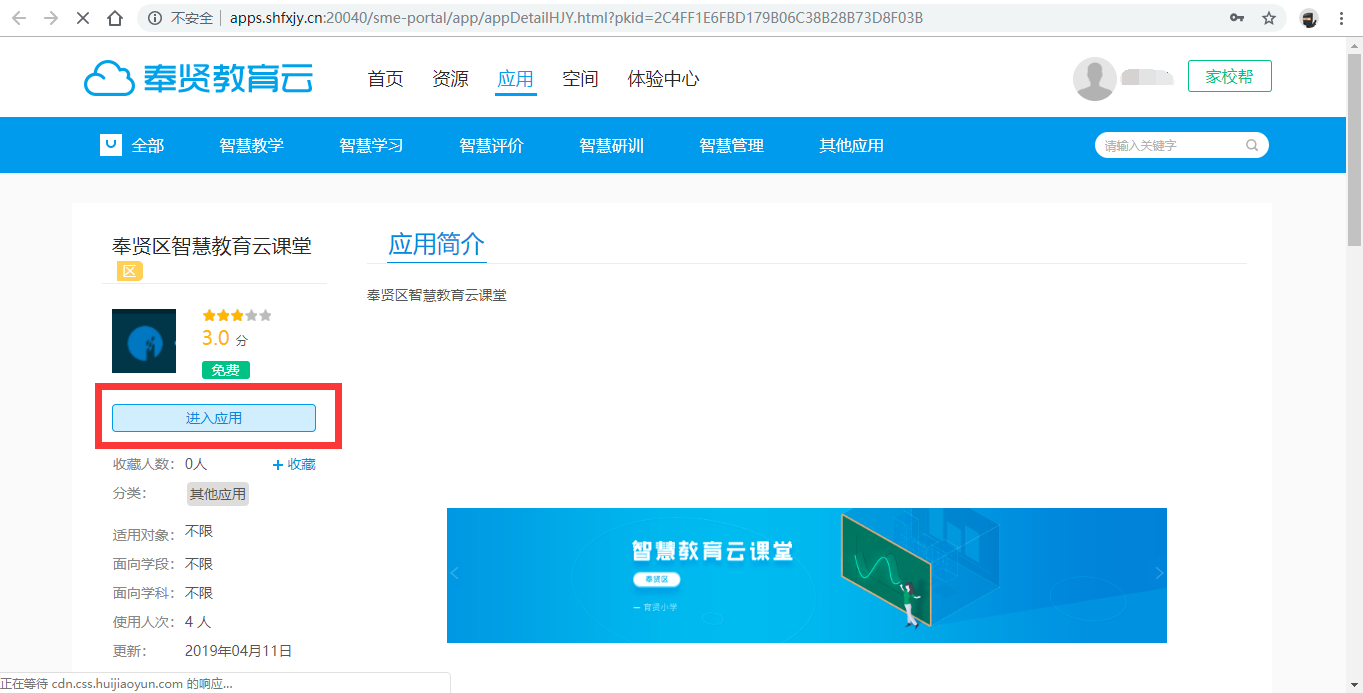 不安全 apps.shfxjy.cn:20040/sme-portal/app/appDetailHJY.html?pkid=2C4FF1E6FBD179B06C38B28B73D8F03B
奉贤教育云 首页 资源 应用 空间 体验中心 家校帮
全部 智慧教学 智慧学习 智慧评价 智慧研训 智慧管理 其他应用 请输入关键字
奉贤区智慧教育云课堂
区
应用简介
奉贤区智慧教育云课堂
3.0 分
免费
进入应用
收藏人数: 0人 +收藏
分类: 其他应用
适用对象: 不限
面向学段: 不限
面向学科: 不限
使用人次: 4 人
更新: 2019年04月11日
智慧教育云课堂
奉贤区
— 育贤小学
正在等待 cdn.css.huijiaoyun.com 的响应...